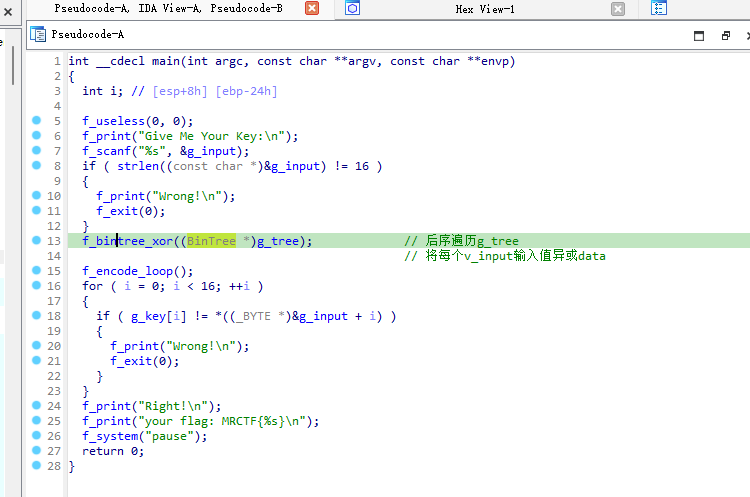 Pseudocode-A, IDA View-A, Pseudocode-B
Hex View-1
Pseudocode-A
1 int __cdecl main(int argc, const char **argv, const char **envp)
2 {
3 int i; // [esp+8h] [ebp-24h]
4
5 f_useless(0, 0);
6 f_print("Give Me Your Key:\n");
7 f_scanf("%s", &g_input);
8 if ( strlen((const char *)&g_input) != 16 )
9 {
10 f_print("Wrong!\n");
11 f_exit(0);
12 }
13 f_bintree_xor((BinTree *)g_tree); // 后序遍历g_tree
14 // 将每个v_input输入值异或data
15 f_encode_loop();
16 for ( i = 0; i < 16; ++i )
17 {
18 if ( g_key[i] != *((_BYTE *)&g_input + i) )
19 {
20 f_print("Wrong!\n");
21 f_exit(0);
22 }
23 }
24 f_print("Right!\n");
25 f_print("your flag: MRCTF{%s}\n");
26 f_system("pause");
27 return 0;
28 }